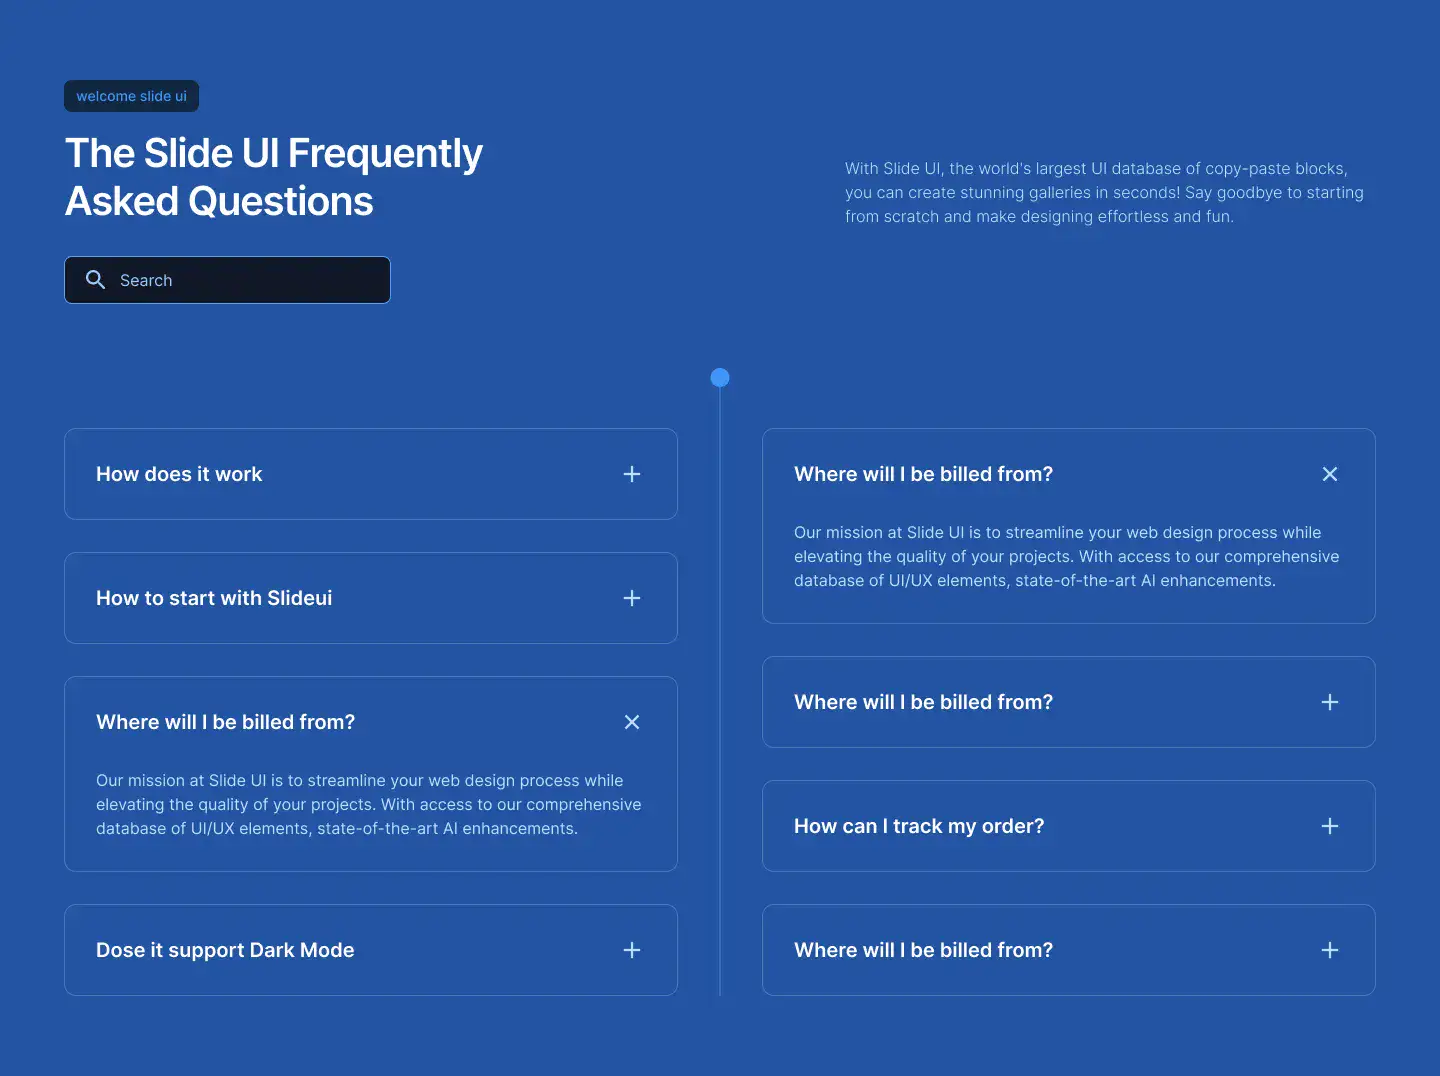 welcome slide ui
The Slide UI Frequently
Asked Questions
With Slide UI, the world's largest UI database of copy-paste blocks,
you can create stunning galleries in seconds! Say goodbye to starting
from scratch and make designing effortless and fun.
Search
How does it work
How to start with Slideui
Where will I be billed from?
Our mission at Slide UI is to streamline your web design process while
elevating the quality of your projects. With access to our comprehensive
database of UI/UX elements, state-of-the-art AI enhancements.
Dose it support Dark Mode
Where will I be billed from?
Our mission at Slide UI is to streamline your web design process while
elevating the quality of your projects. With access to our comprehensive
database of UI/UX elements, state-of-the-art AI enhancements.
Where will I be billed from?
How can I track my order?
Where will I be billed from?